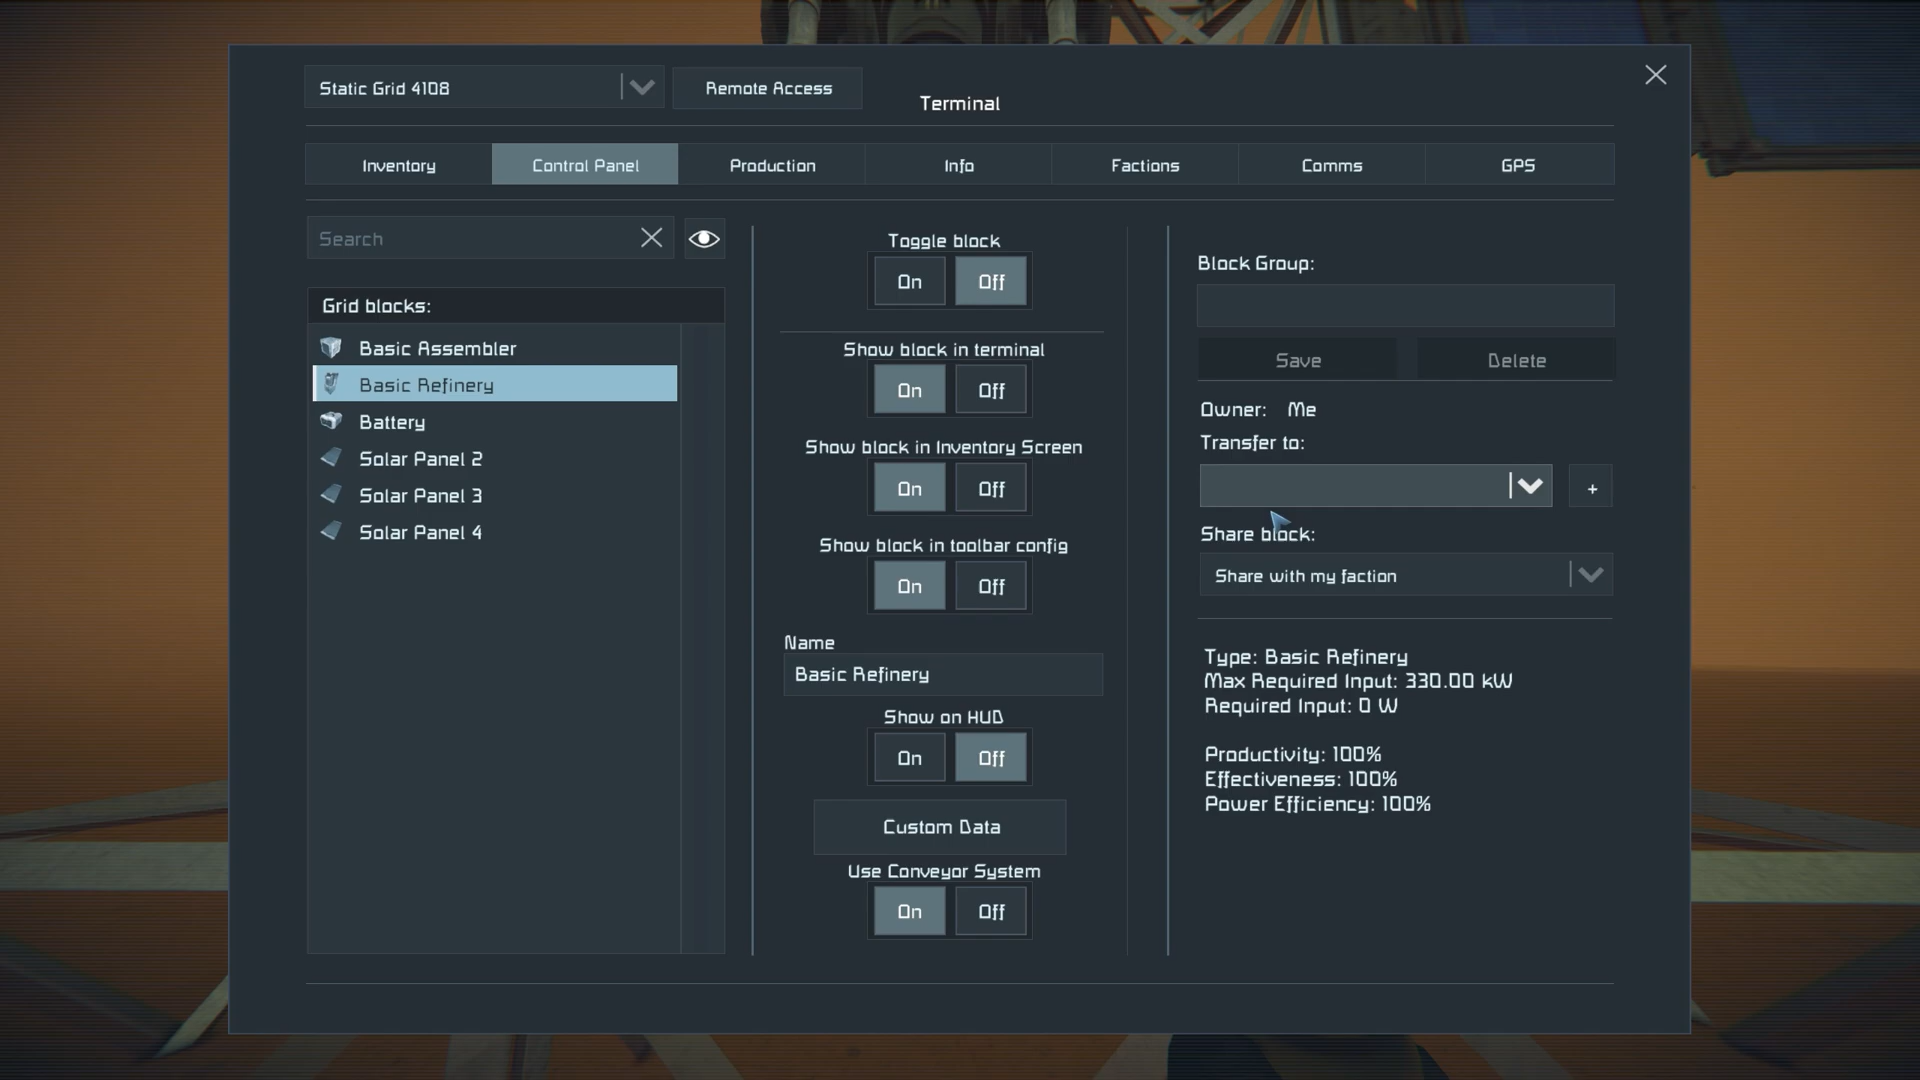 Static Grid 4108
Remote Access
Terminal
Inventory
Control Panel
Production
Info
Factions
Comms
GPS
Search
Grid blocks:
Basic Assembler
Basic Refinery
Battery
Solar Panel 2
Solar Panel 3
Solar Panel 4
Toggle block
On Off
Show block in terminal
On Off
Show block in Inventory Screen
On Off
Show block in toolbar config
On Off
Name
Basic Refinery
Show on HUD
On Off
Custom Data
Use Conveyor System
On Off
Block Group:
Save Delete
Owner: Me
Transfer to:
+
Share block:
Share with my faction
Type: Basic Refinery
Max Required Input: 330.00 kW
Required Input: 0 W
Productivity: 100%
Effectiveness: 100%
Power Efficiency: 100%